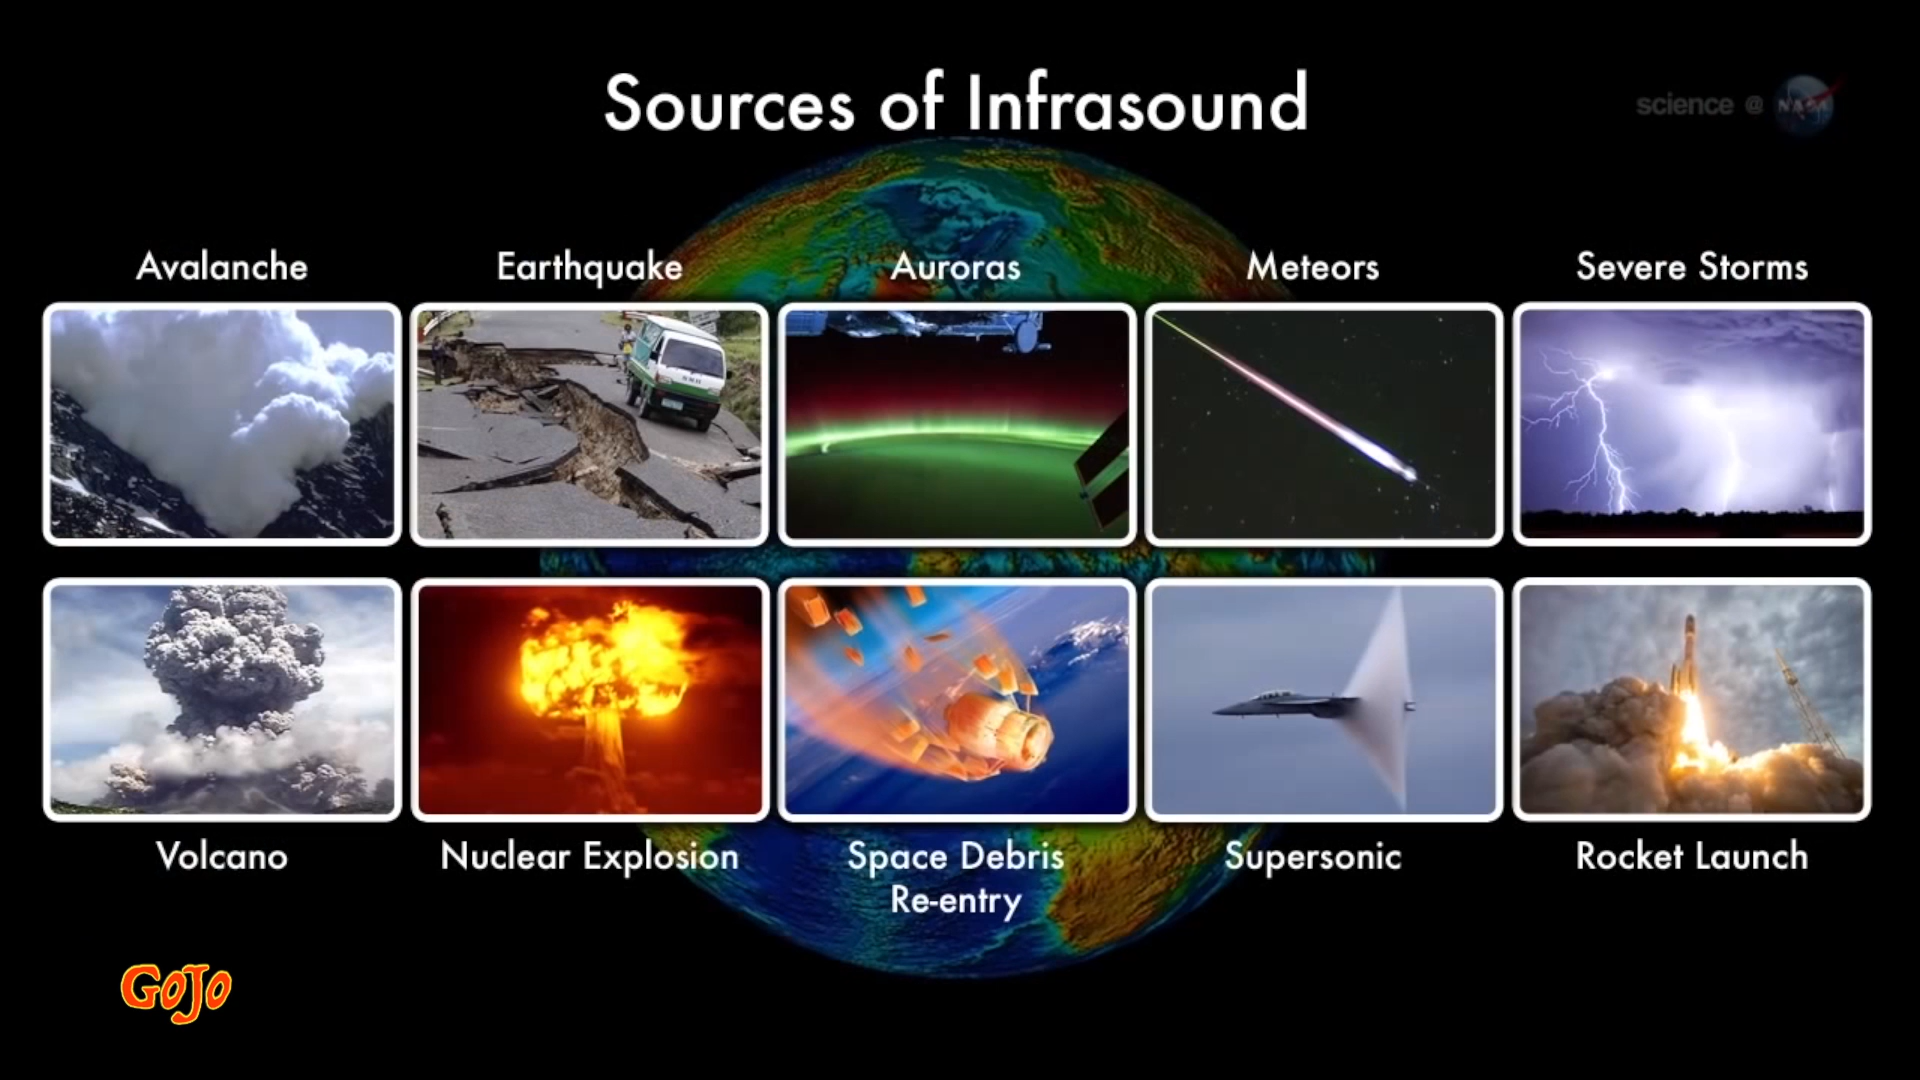 Sources of Infrasound
science @ NASA
Avalanche
Earthquake
Auroras
Meteors
Severe Storms
Volcano
Nuclear Explosion
Space Debris
Re-entry
Supersonic
Rocket Launch
GoJo